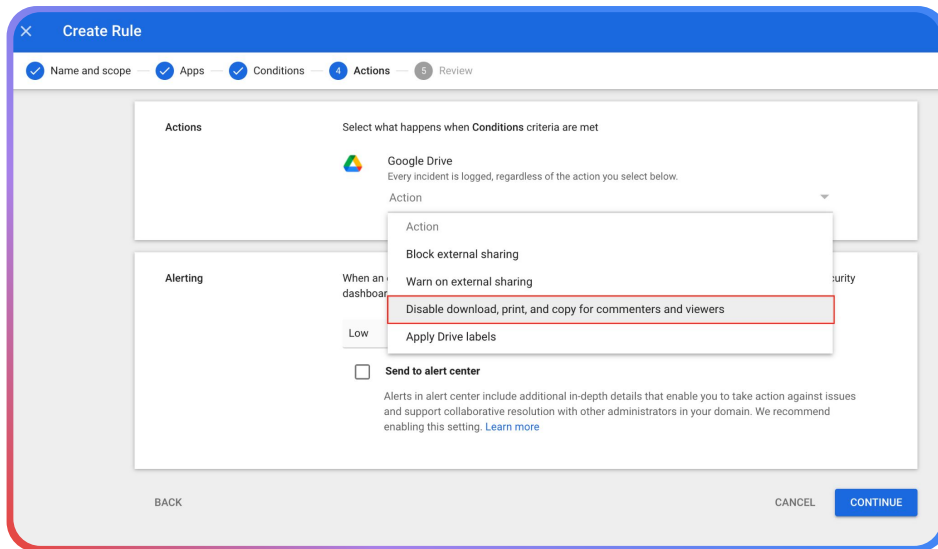 Create Rule
Name and scope
Apps
Conditions
4
Actions
5
Review
Actions
Select what happens when Conditions criteria are met
Google Drive
Every incident is logged, regardless of the action you select below.
Action
Action
Block external sharing
Warn on external sharing
Disable download, print, and copy for commenters and viewers
Apply Drive labels
Alerting
When an
dashboar
Low
Send to alert center
Alerts in alert center include additional in-depth details that enable you to take action against issues
and support collaborative resolution with other administrators in your domain. We recommend
enabling this setting. Learn more
BACK
CANCEL
CONTINUE